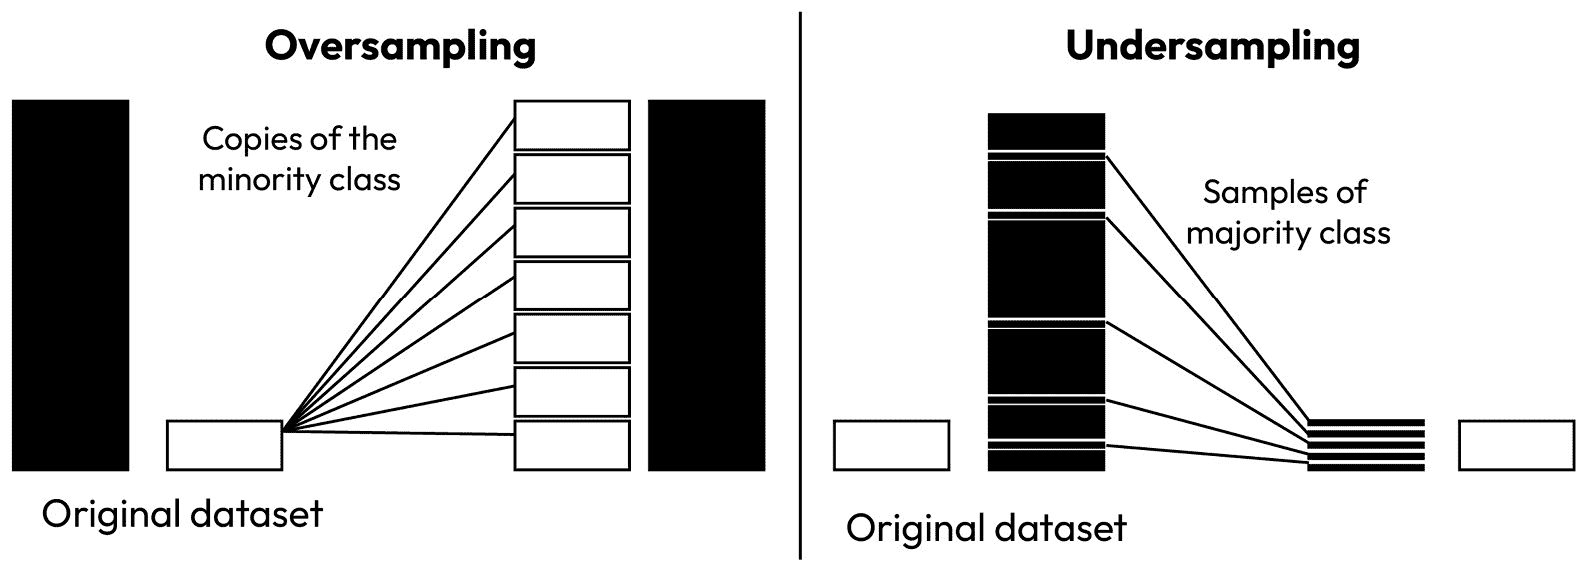 Oversampling
Copies of the
minority class
Original dataset
Undersampling
Samples of
majority class
Original dataset